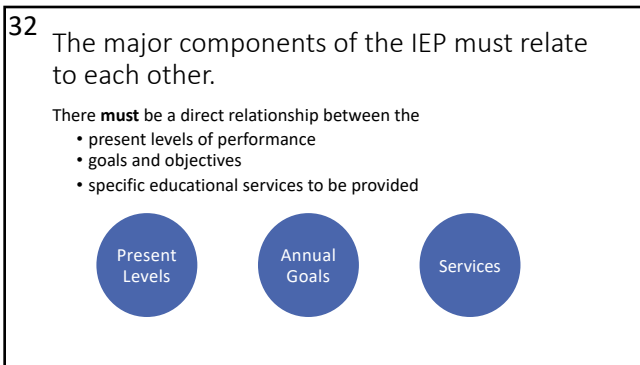 32
The major components of the IEP must relate
to each other.
There must be a direct relationship between the
• present levels of performance
• goals and objectives
• specific educational services to be provided
Present
Levels
Annual
Goals
Services